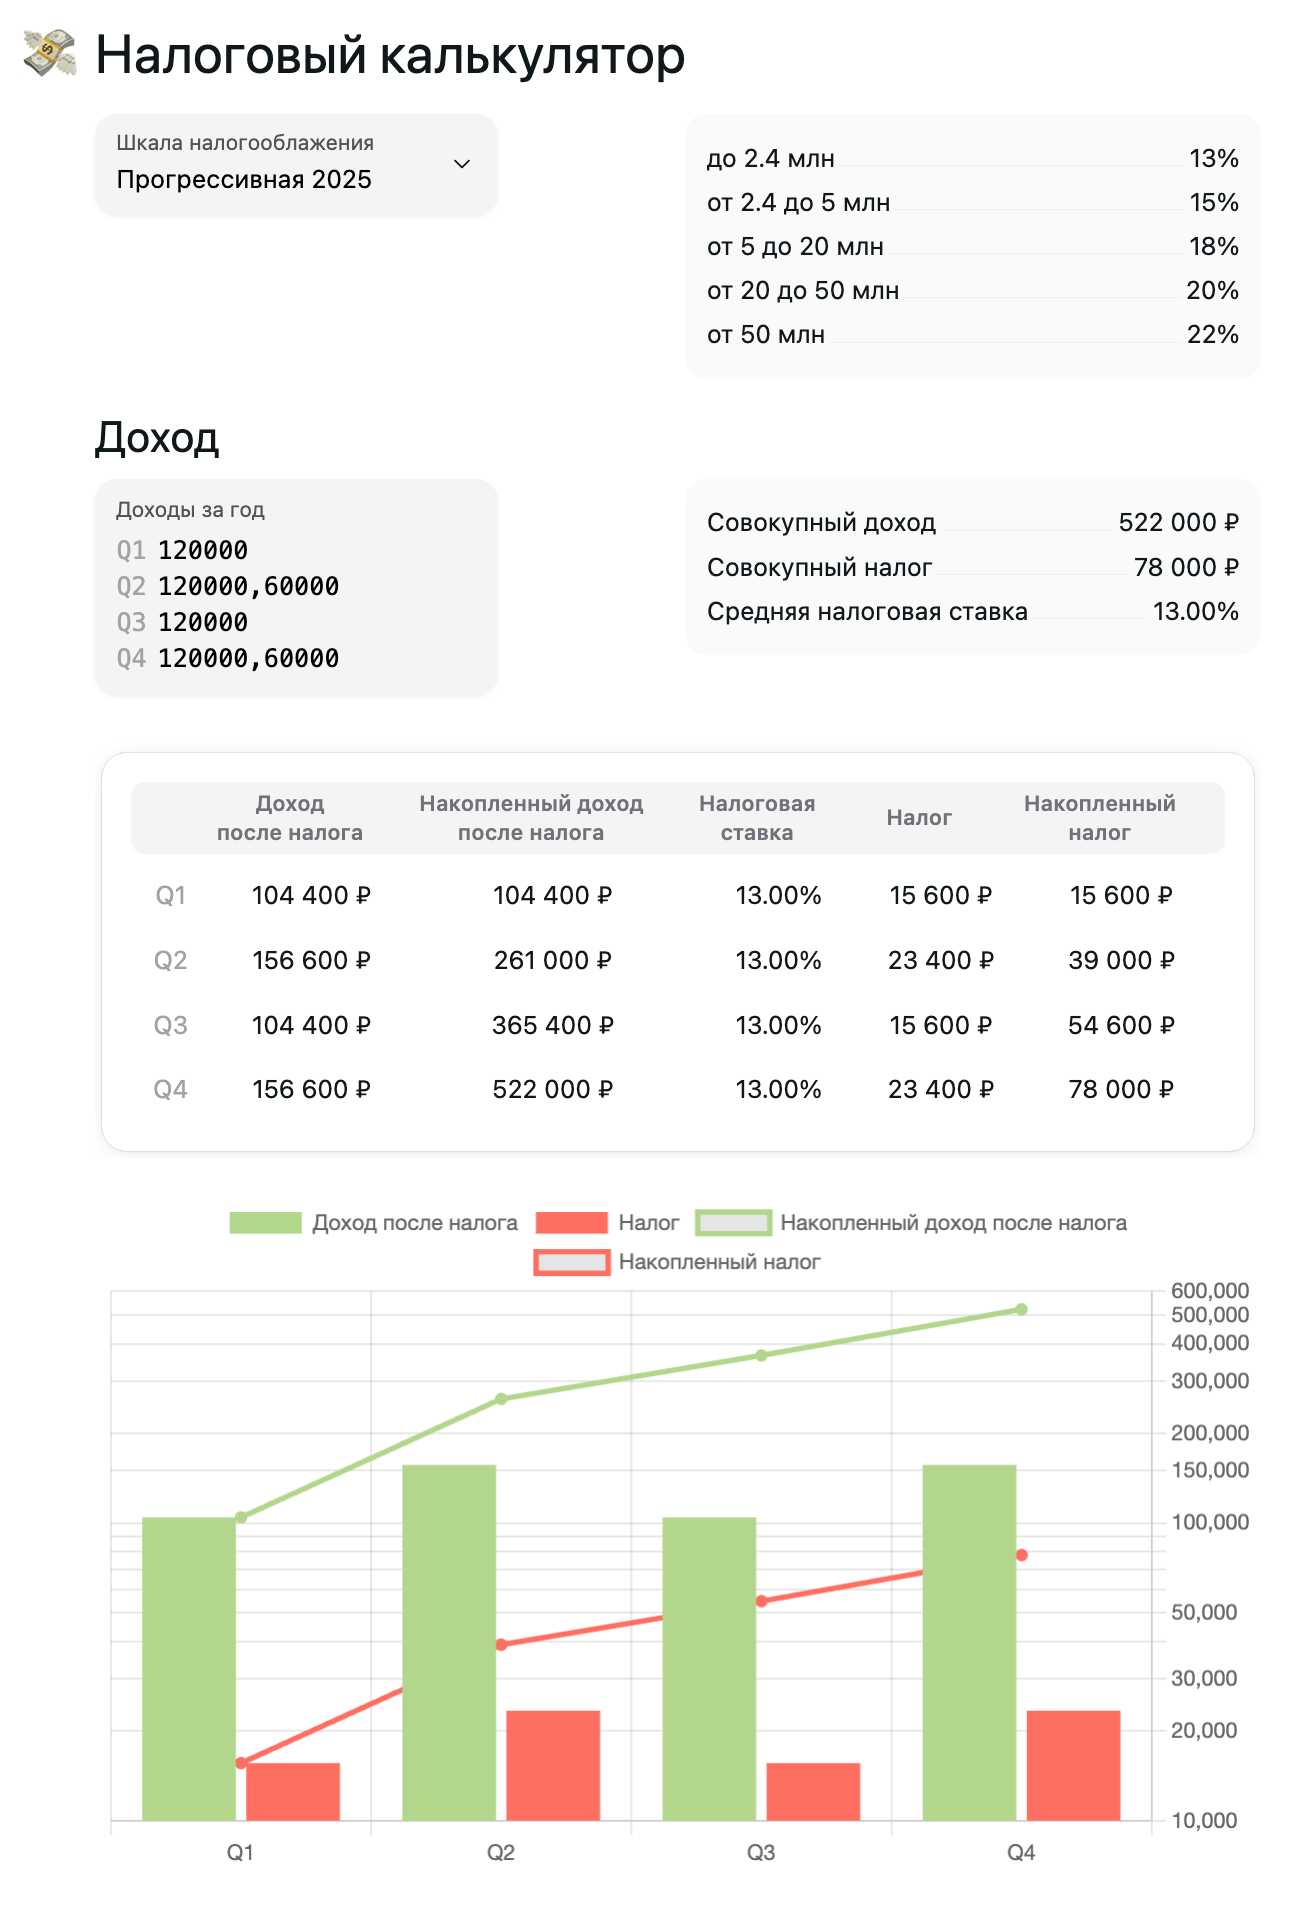 Налоговый калькулятор
Шкала налогооблажения
Прогрессивная 2025
до 2.4 млн 13%
от 2.4 до 5 млн 15%
от 5 до 20 млн 18%
от 20 до 50 млн 20%
от 50 млн 22%
Доход
Доходы за год
Q1 120000
Q2 120000,60000
Q3 120000
Q4 120000,60000
Совокупный доход 522 000 ₽
Совокупный налог 78 000 ₽
Средняя налоговая ставка 13.00%
Доход после налога
Накопленный доход после налога
Налоговая ставка
Налог
Накопленный налог
Q1 104 400 ₽ 104 400 ₽ 13.00% 15 600 ₽ 15 600 ₽
Q2 156 600 ₽ 261 000 ₽ 13.00% 23 400 ₽ 39 000 ₽
Q3 104 400 ₽ 365 400 ₽ 13.00% 15 600 ₽ 54 600 ₽
Q4 156 600 ₽ 522 000 ₽ 13.00% 23 400 ₽ 78 000 ₽
Доход после налога Налог Накопленный доход после налога
Накопленный налог
600,000
500,000
400,000
300,000
200,000
150,000
100,000
50,000
30,000
20,000
10,000
Q1 Q2 Q3 Q4